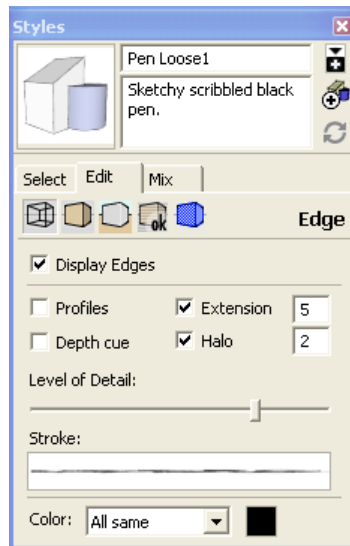 Styles
Pen Loose1
Sketchy scribbled black
pen.
Select Edit Mix
ok
Edge
Display Edges
Profiles Extension 5
Depth cue Halo 2
Level of Detail:
Stroke:
Color: All same